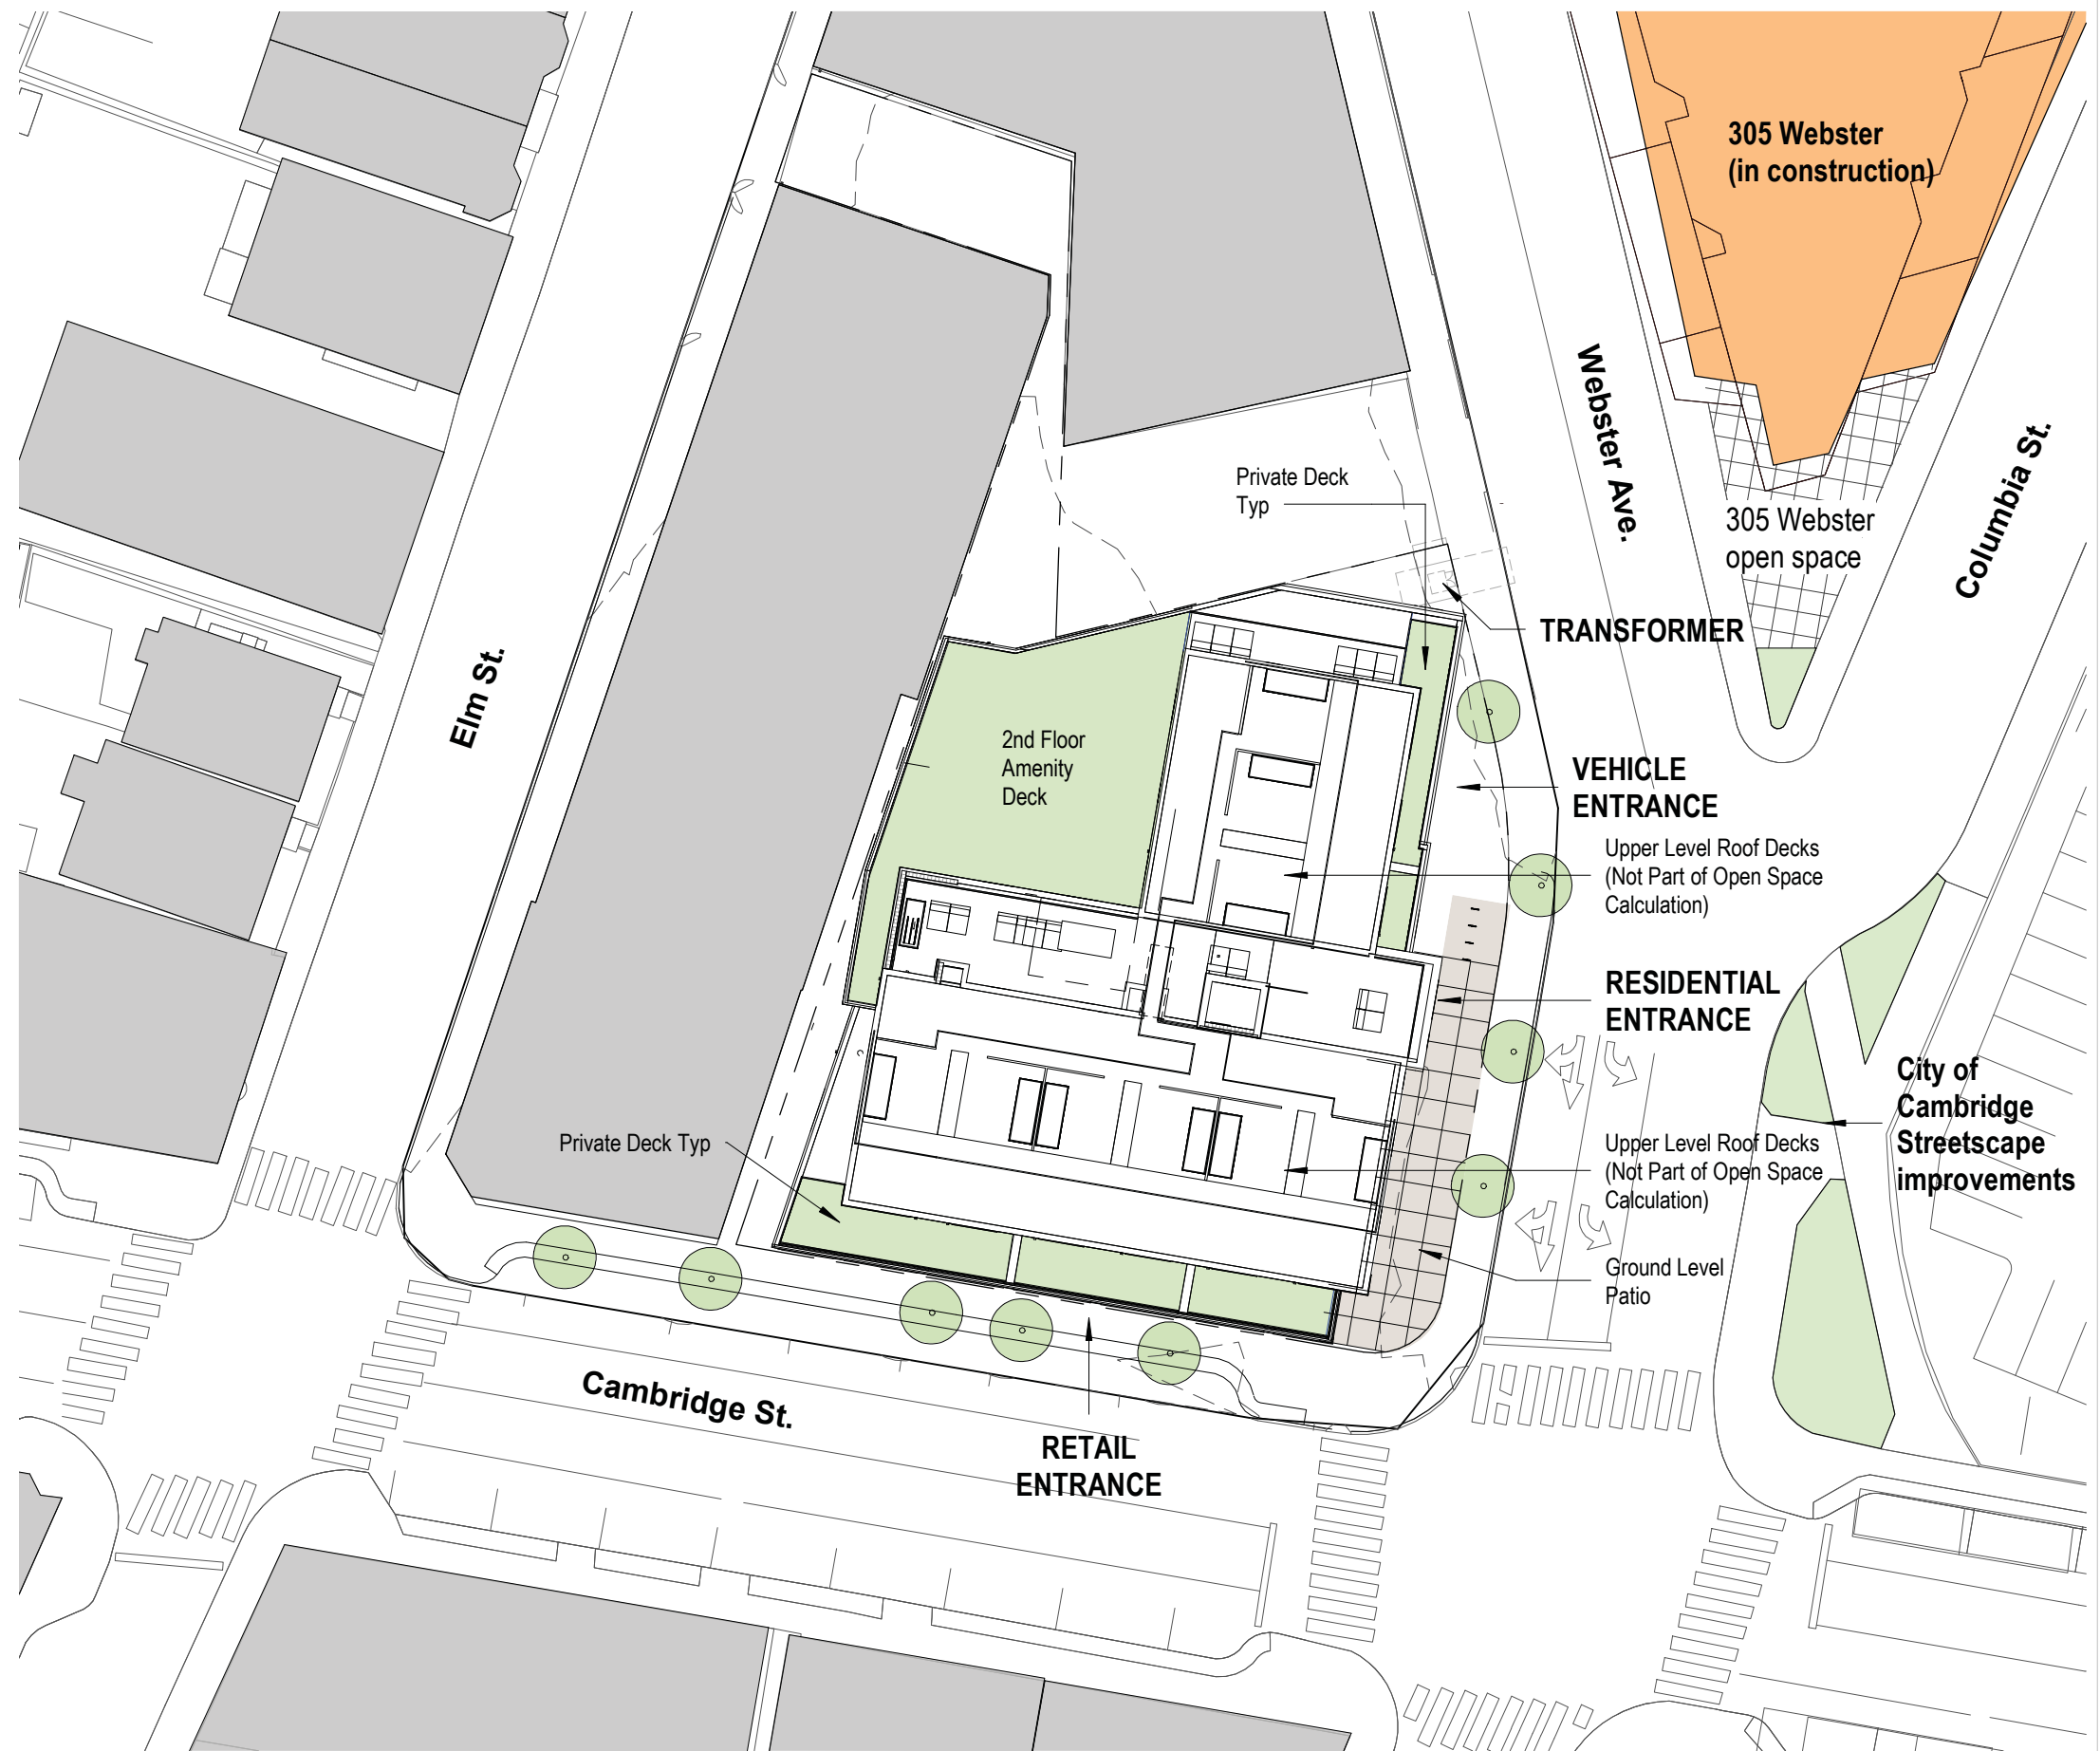 305 Webster
(in construction)
Webster Ave.
Columbia St.
Private Deck
Typ
305 Webster
open space
TRANSFORMER
Elm St.
2nd Floor
Amenity
Deck
VEHICLE
ENTRANCE
Upper Level Roof Decks
(Not Part of Open Space
Calculation)
RESIDENTIAL
ENTRANCE
City of
Cambridge
Streetscape
improvements
Private Deck Typ
Upper Level Roof Decks
(Not Part of Open Space
Calculation)
Ground Level
Patio
Cambridge St.
RETAIL
ENTRANCE